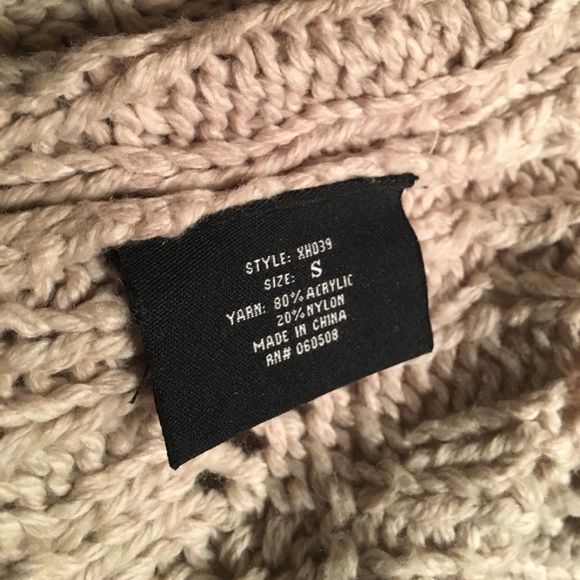 STYLE: XH039
SIZE: S
YARN: 80% ACRYLIC
20% NYLON
MADE IN CHINA
RN# 060508